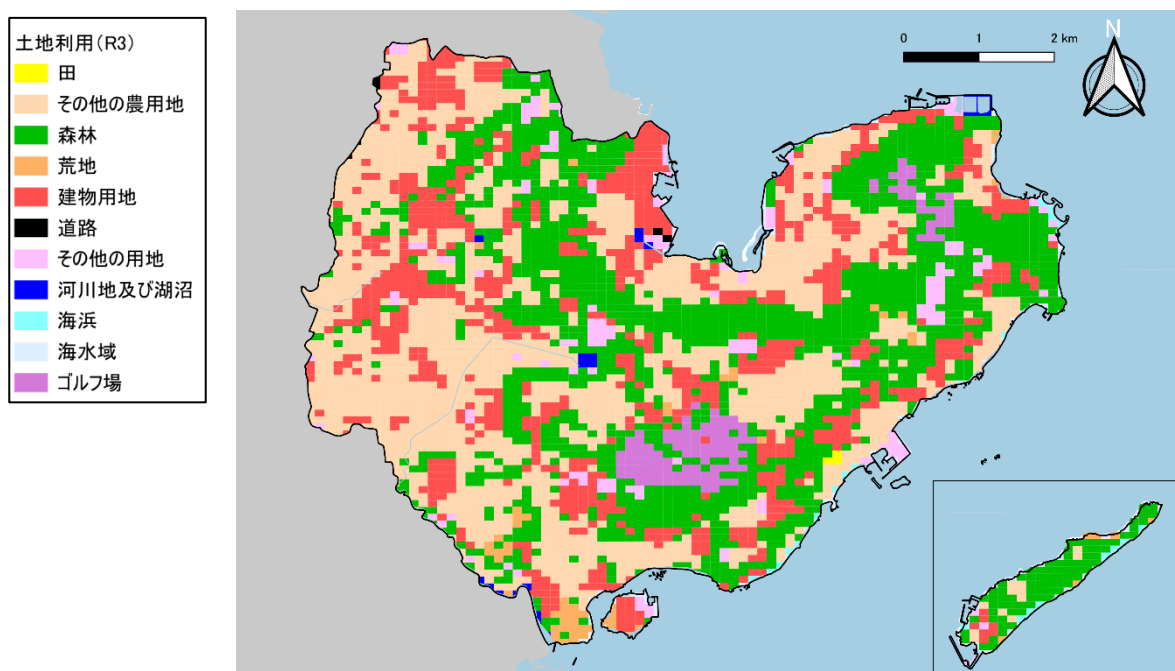 土地利用（R3）
田
その他の農用地
森林
荒地
建物用地
道路
その他の用地
河川地及び湖沼
海浜
海水域
ゴルフ場
0 1 2 km
N